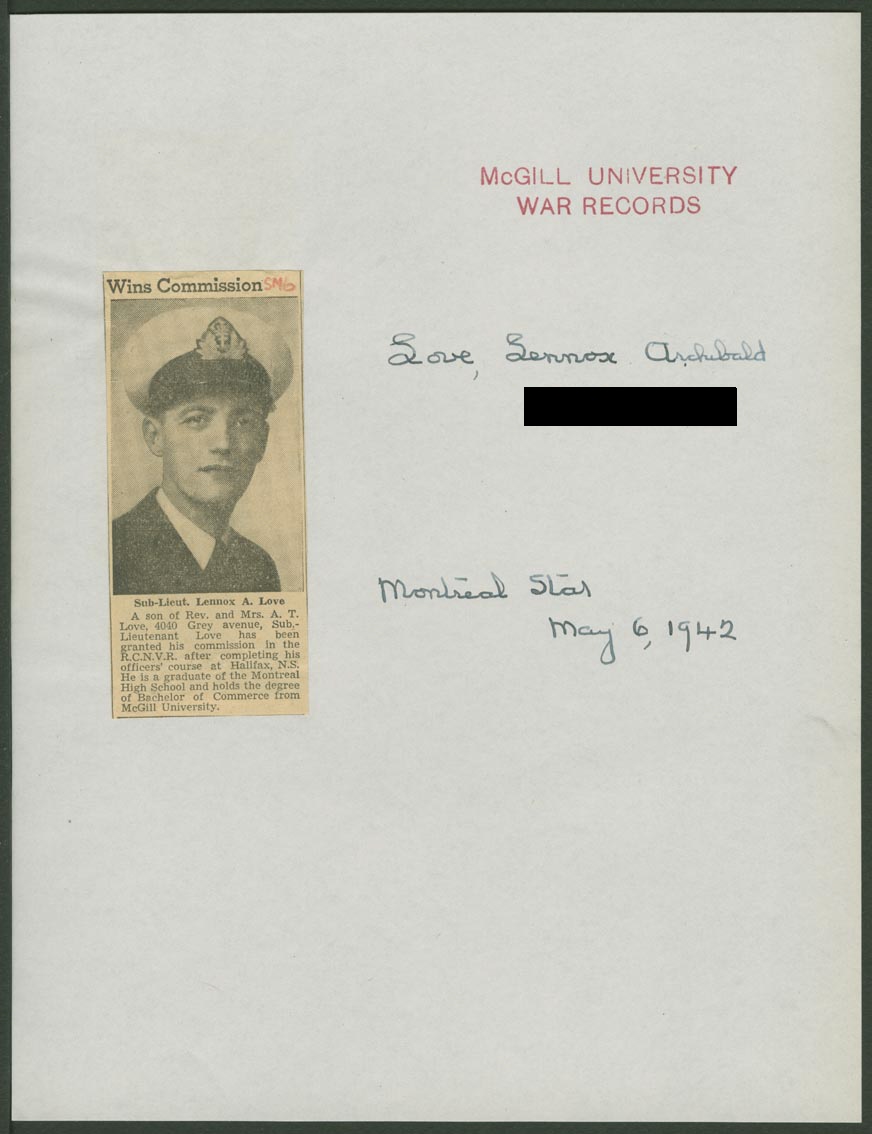 McGILL UNIVERSITY
WAR RECORDS
Wins Commission SM6
Love, Lennox Archibald
Montreal Star
May 6, 1942
Sub-Lieut. Lennox A. Love
A son of Rev. and Mrs. A. T.
Love, 4040 Grey avenue, Sub.-
Lieutenant Love has been
granted his commission in the
R.C.N.V.R. after completing his
officers' course at Halifax, N.S.
He is a graduate of the Montreal
High School and holds the degree
of Bachelor of Commerce from
McGill University.